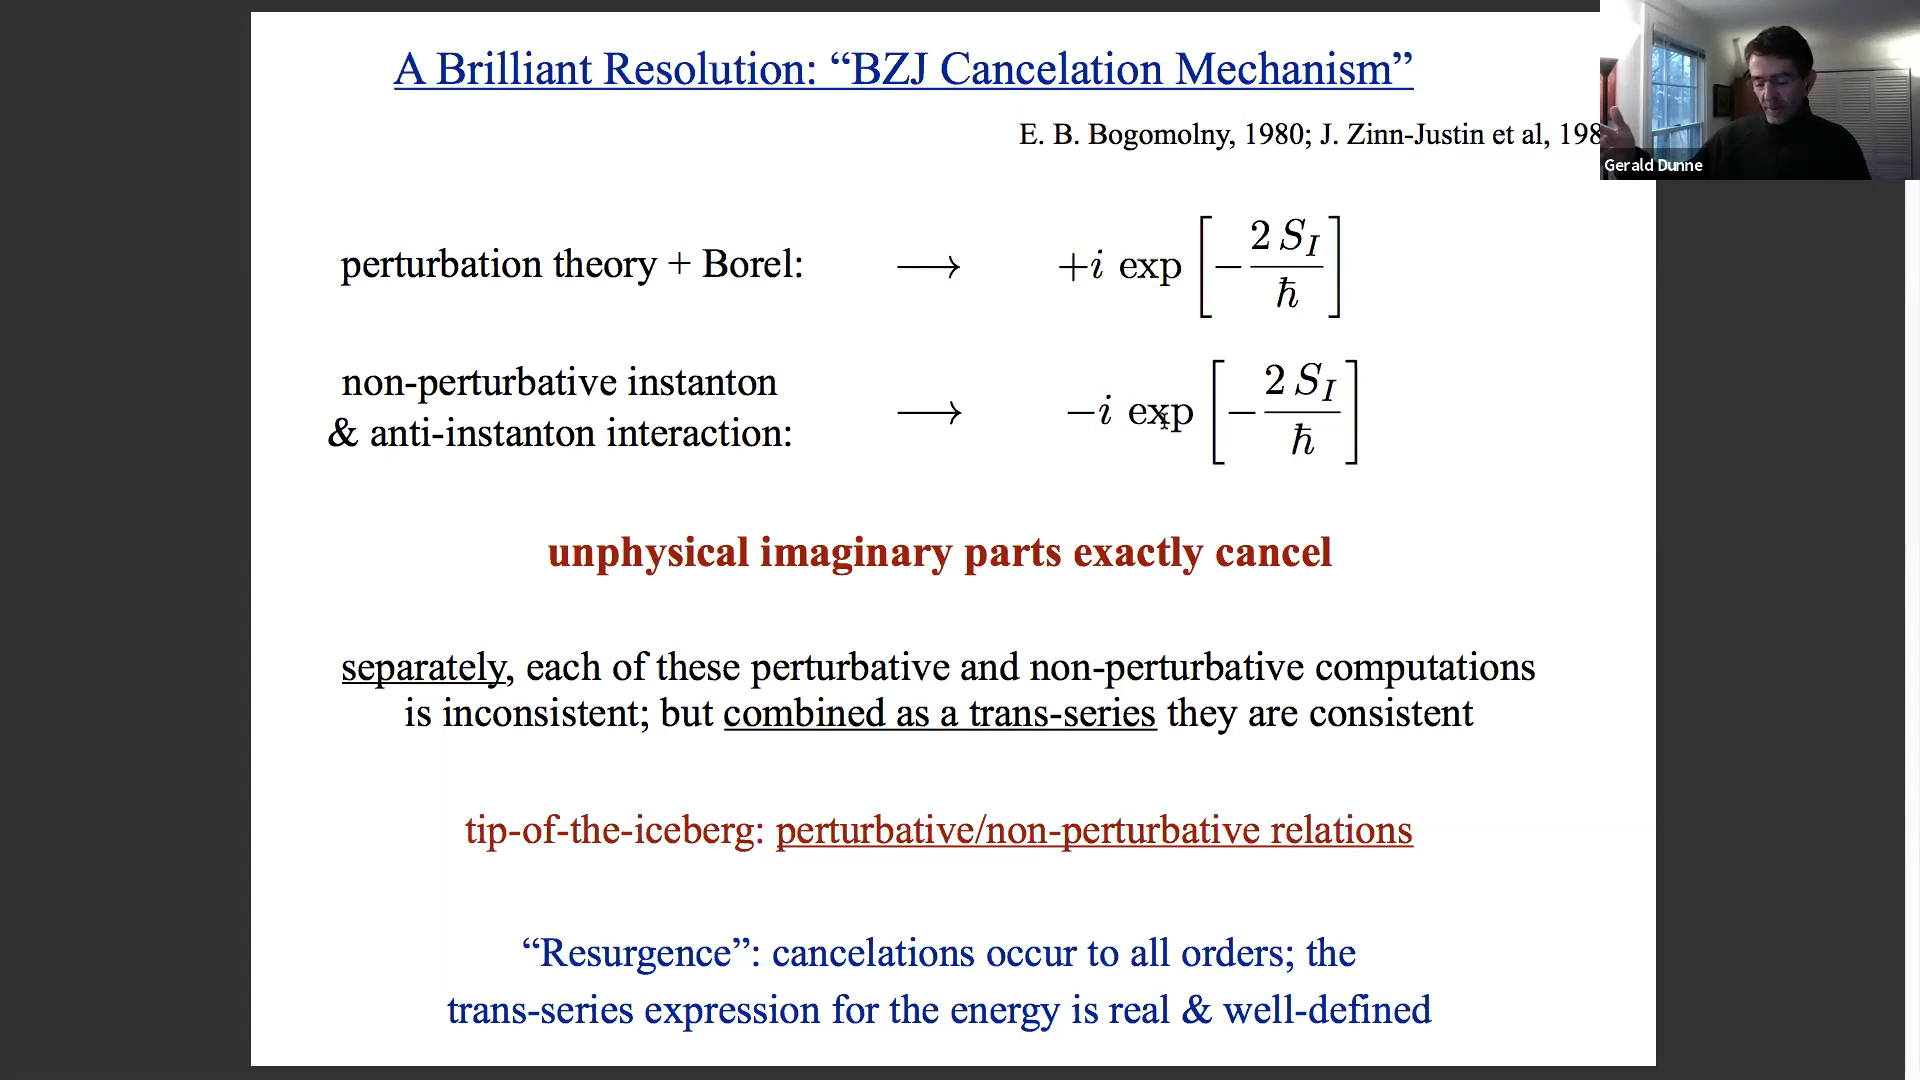 A Brilliant Resolution: “BZJ Cancelation Mechanism”
E. B. Bogomolny, 1980; J. Zinn-Justin et al, 198
Gerald Dunne
perturbation theory + Borel: ⟶ +i exp [− 2 S_I / ℏ]
non-perturbative instanton
& anti-instanton interaction: ⟶ −i exp [− 2 S_I / ℏ]
unphysical imaginary parts exactly cancel
separately, each of these perturbative and non-perturbative computations
is inconsistent; but combined as a trans-series they are consistent
tip-of-the-iceberg: perturbative/non-perturbative relations
“Resurgence”: cancelations occur to all orders; the
trans-series expression for the energy is real & well-defined